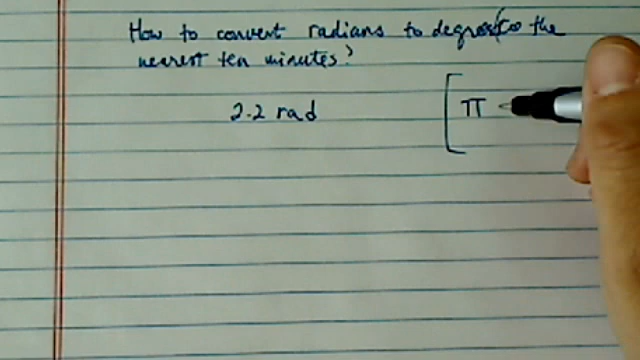 How to convert radians to degrees (to the
nearest ten minutes?
2.2 rad
[ π